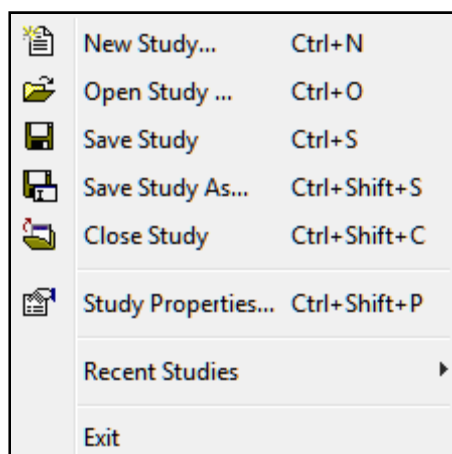 New Study... Ctrl+N
Open Study ... Ctrl+O
Save Study Ctrl+S
Save Study As... Ctrl+Shift+S
Close Study Ctrl+Shift+C
Study Properties... Ctrl+Shift+P
Recent Studies
Exit